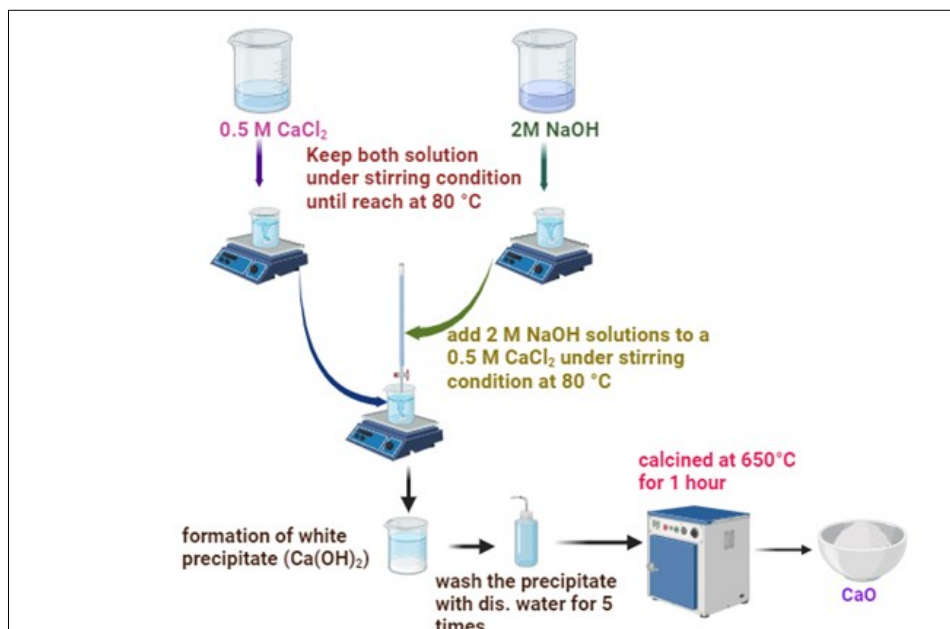 0.5 M CaCl₂
2M NaOH
Keep both solution
under stirring condition
until reach at 80 °C
add 2 M NaOH solutions to a
0.5 M CaCl₂ under stirring
condition at 80 °C
calcined at 650°C
for 1 hour
formation of white
precipitate (Ca(OH)₂)
wash the precipitate
with dis. water for 5
times
CaO